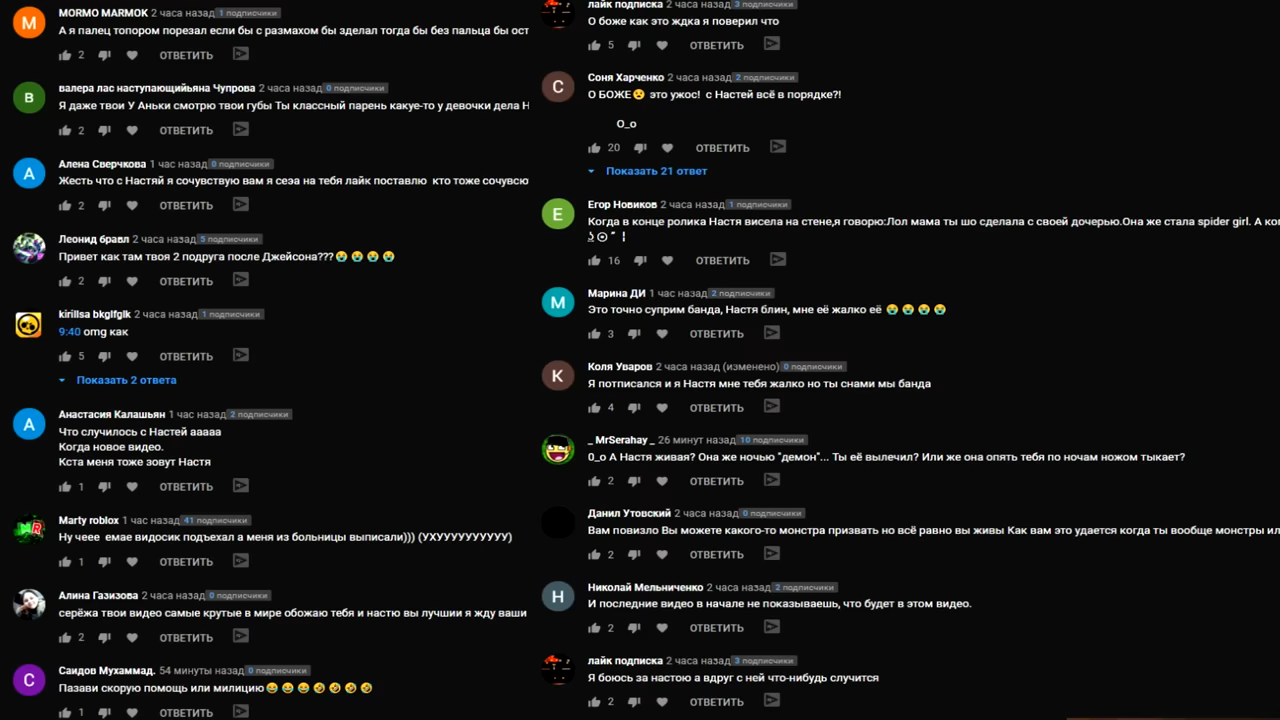 MORMO MARMOK 2 часа назад 1 подписчики
А я палец топором порезал если бы с размахом бы зделал тогда бы без пальца бы ост
2 ОТВЕТИТЬ
валера лас наступающийьяна Чупрова 2 часа назад 0 подписчики
Я даже твои У Аньки смотрю твои губы Ты классный парень какуе-то у девочки дела Н
2 ОТВЕТИТЬ
Алена Сверчкова 1 час назад 0 подписчики
Жесть что с Настяй я сочувствую вам я сеэа на тебя лайк поставлю кто тоже сочувсю
2 ОТВЕТИТЬ
Леонид бравл 2 часа назад 5 подписчики
Привет как там твоя 2 подруга после Джейсона???😭😭😭😭
2 ОТВЕТИТЬ
kirillsa bkglfglk 2 часа назад 1 подписчики
9:40 omg как
5 ОТВЕТИТЬ
Показать 2 ответа
Анастасия Калашьян 1 час назад 2 подписчики
Что случилось с Настей ааааа
Когда новое видео.
Кста меня тоже зовут Настя
1 ОТВЕТИТЬ
Marty roblox 1 час назад 41 подписчики
Ну чеее емае видосик подъехал а меня из больницы выписали))) (УХУУУУУУУУУУ)
1 ОТВЕТИТЬ
Алина Газизова 2 часа назад 0 подписчики
серёжа твои видео самые крутые в мире обожаю тебя и настю вы лучшии я жду ваши
2 ОТВЕТИТЬ
Саидов Мухаммад. 54 минуты назад 0 подписчики
Пазави скорую помощь или милицию😂😂😂🤣🤣🤣🤣
1 ОТВЕТИТЬ
лайк подписка 2 часа назад 3 подписчики
О боже как это ждка я поверил что
5 ОТВЕТИТЬ
Соня Харченко 2 часа назад 2 подписчики
О БОЖЕ😧 это ужос! с Настей всё в порядке?!
О_о
20 ОТВЕТИТЬ
Показать 21 ответ
Егор Новиков 2 часа назад 1 подписчики
Когда в конце ролика Настя висела на стене,я говорю:Лол мама ты шо сделала с своей дочерью.Она же стала spider girl. А ког
16 ОТВЕТИТЬ
Марина ДИ 1 час назад 2 подписчики
Это точно суприм банда, Настя блин, мне её жалко её 😭😭😭😭
3 ОТВЕТИТЬ
Коля Уваров 2 часа назад (изменено) 0 подписчики
Я потписался и я Настя мне тебя жалко но ты снами мы банда
4 ОТВЕТИТЬ
_ MrSerahay _ 26 минут назад 10 подписчики
0_о А Настя живая? Она же ночью "демон"... Ты её вылечил? Или же она опять тебя по ночам ножом тыкает?
2 ОТВЕТИТЬ
Данил Утовский 2 часа назад 0 подписчики
Вам повизло Вы можете какого-то монстра призвать но всё равно вы живы Как вам это удается когда ты вообще монстры ил
2 ОТВЕТИТЬ
Николай Мельниченко 2 часа назад 2 подписчики
И последние видео в начале не показываешь, что будет в этом видео.
2 ОТВЕТИТЬ
лайк подписка 2 часа назад 3 подписчики
Я боюсь за настою а вдруг с ней что-нибудь случится
2 ОТВЕТИТЬ